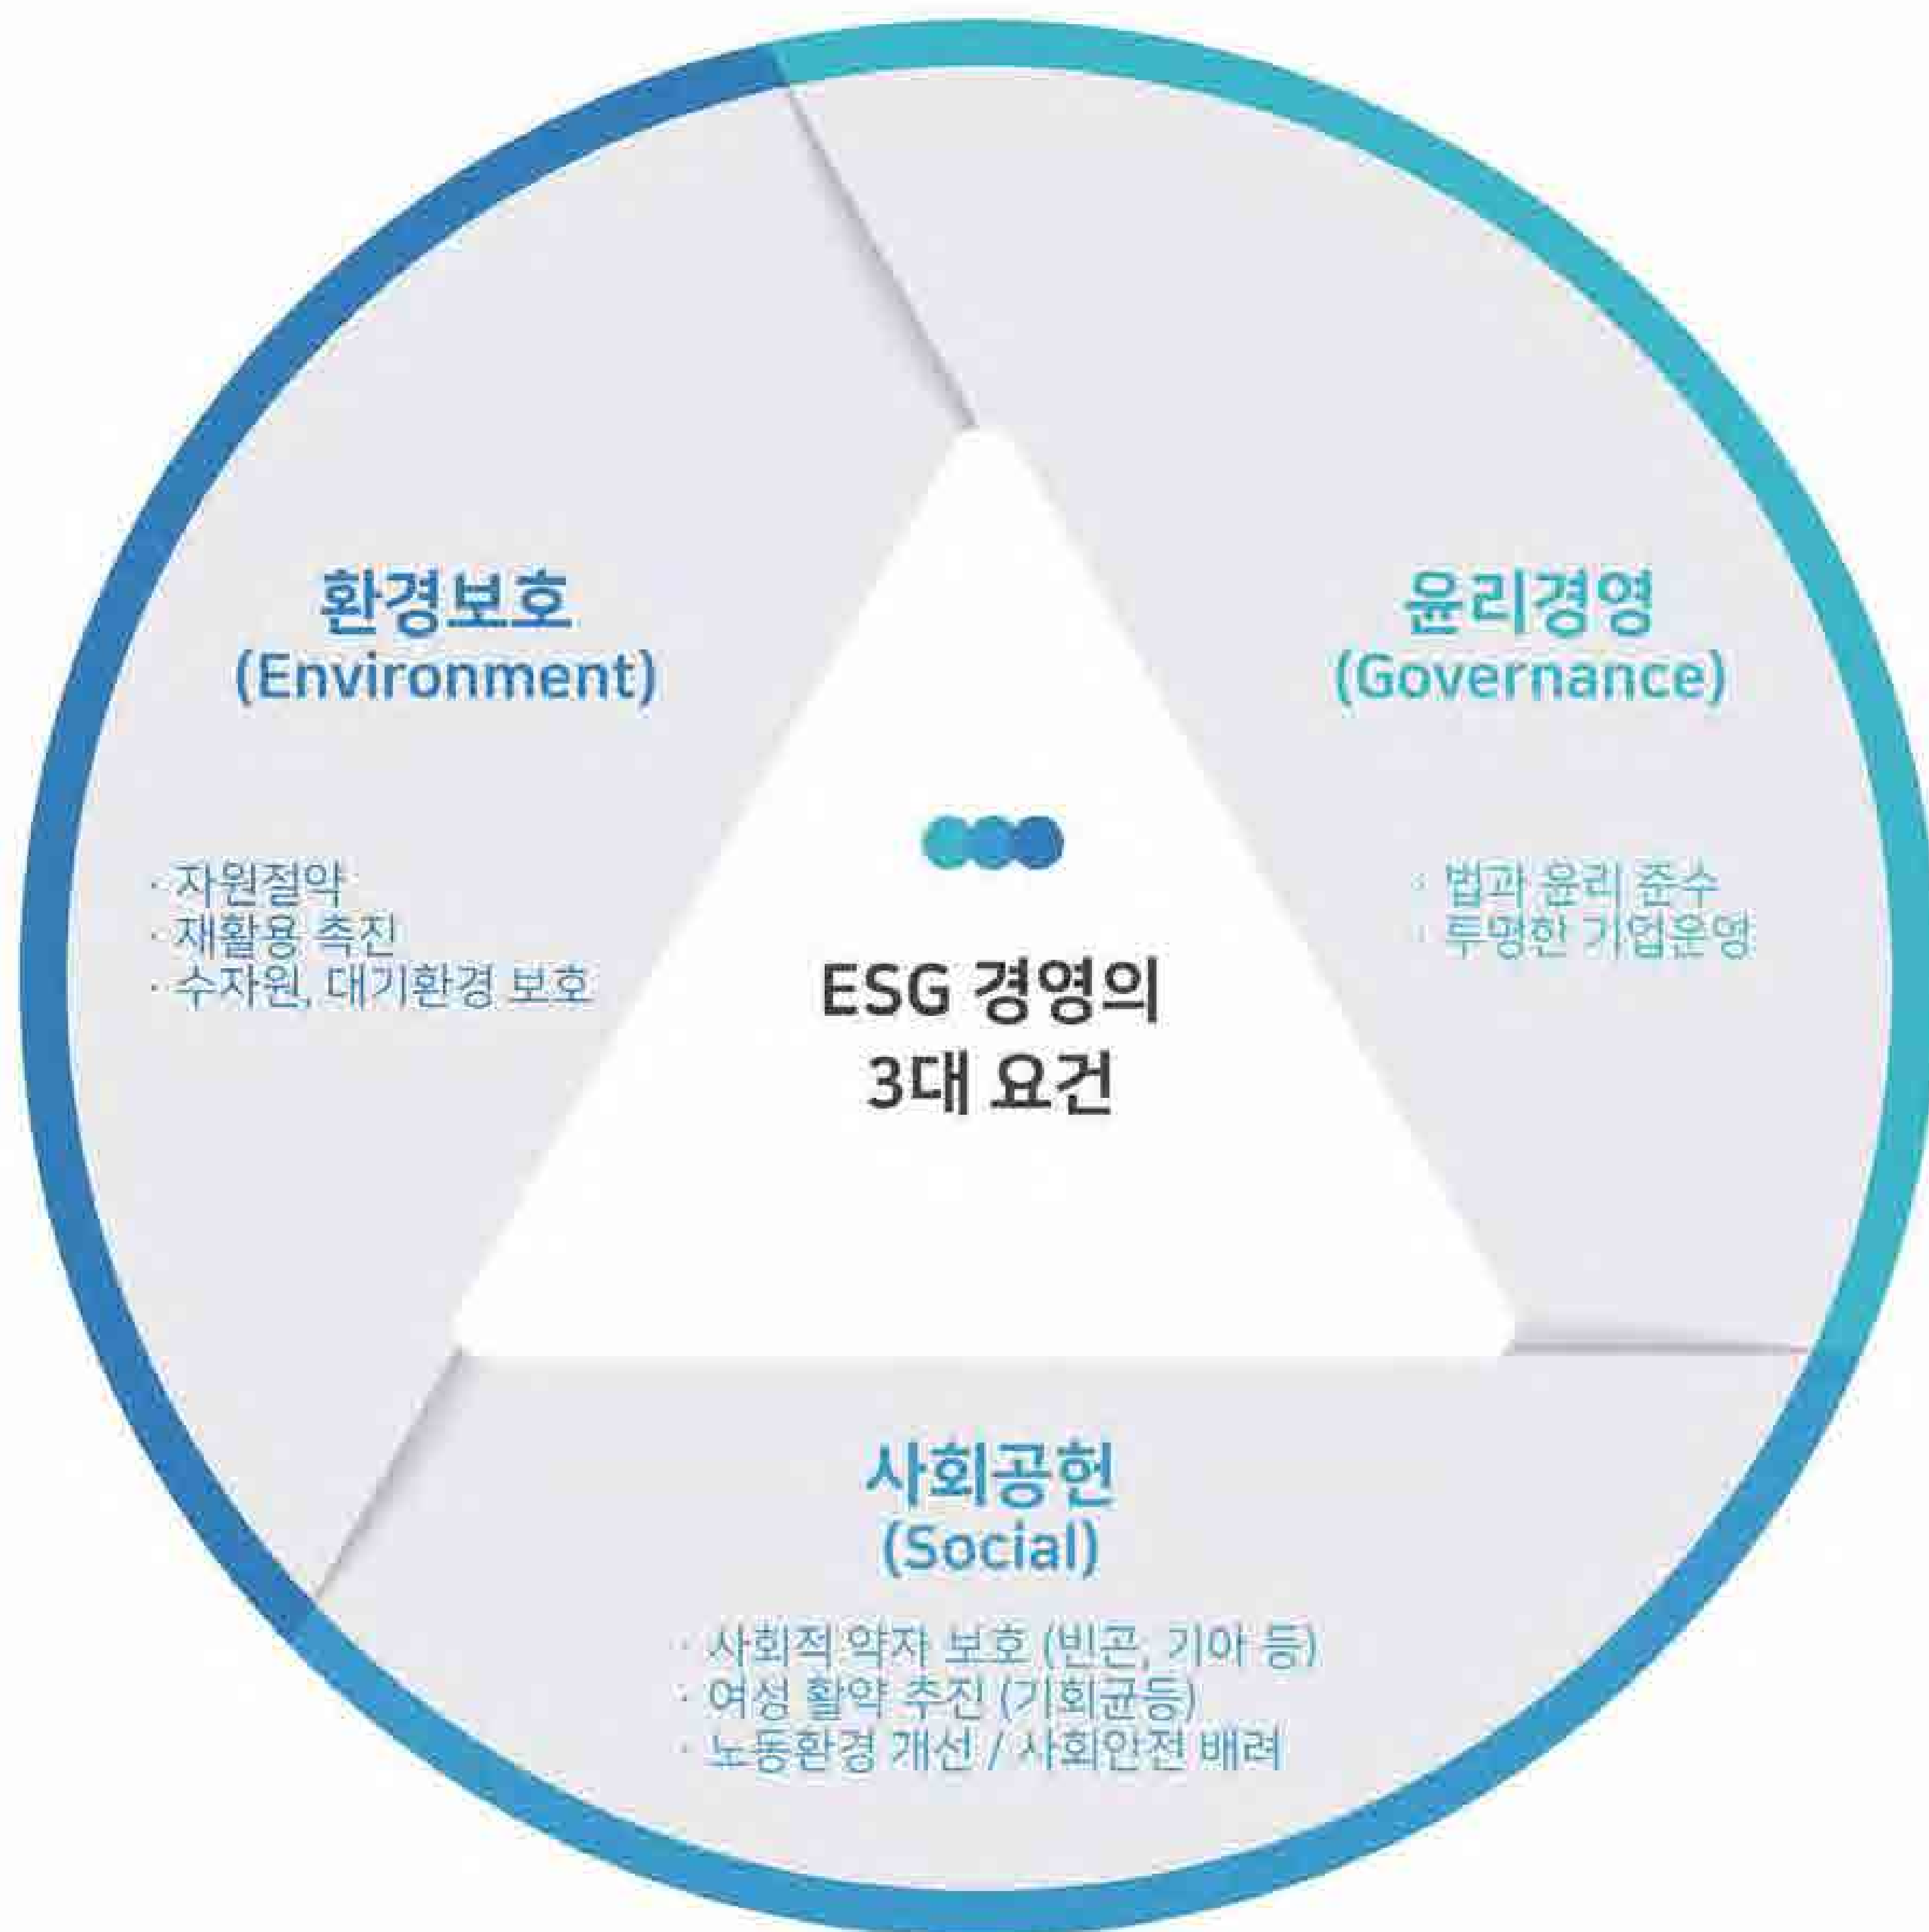 환경보호
(Environment)
· 자원절약
· 재활용 촉진
· 수자원, 대기환경 보호
윤리경영
(Governance)
· 법과 윤리 준수
· 투명한 기업운영
ESG 경영의
3대 요건
사회공헌
(Social)
· 사회적 약자 보호 (빈곤, 기아 등)
· 여성 활약 추진 (기회균등)
· 노동환경 개선 / 사회안전 배려